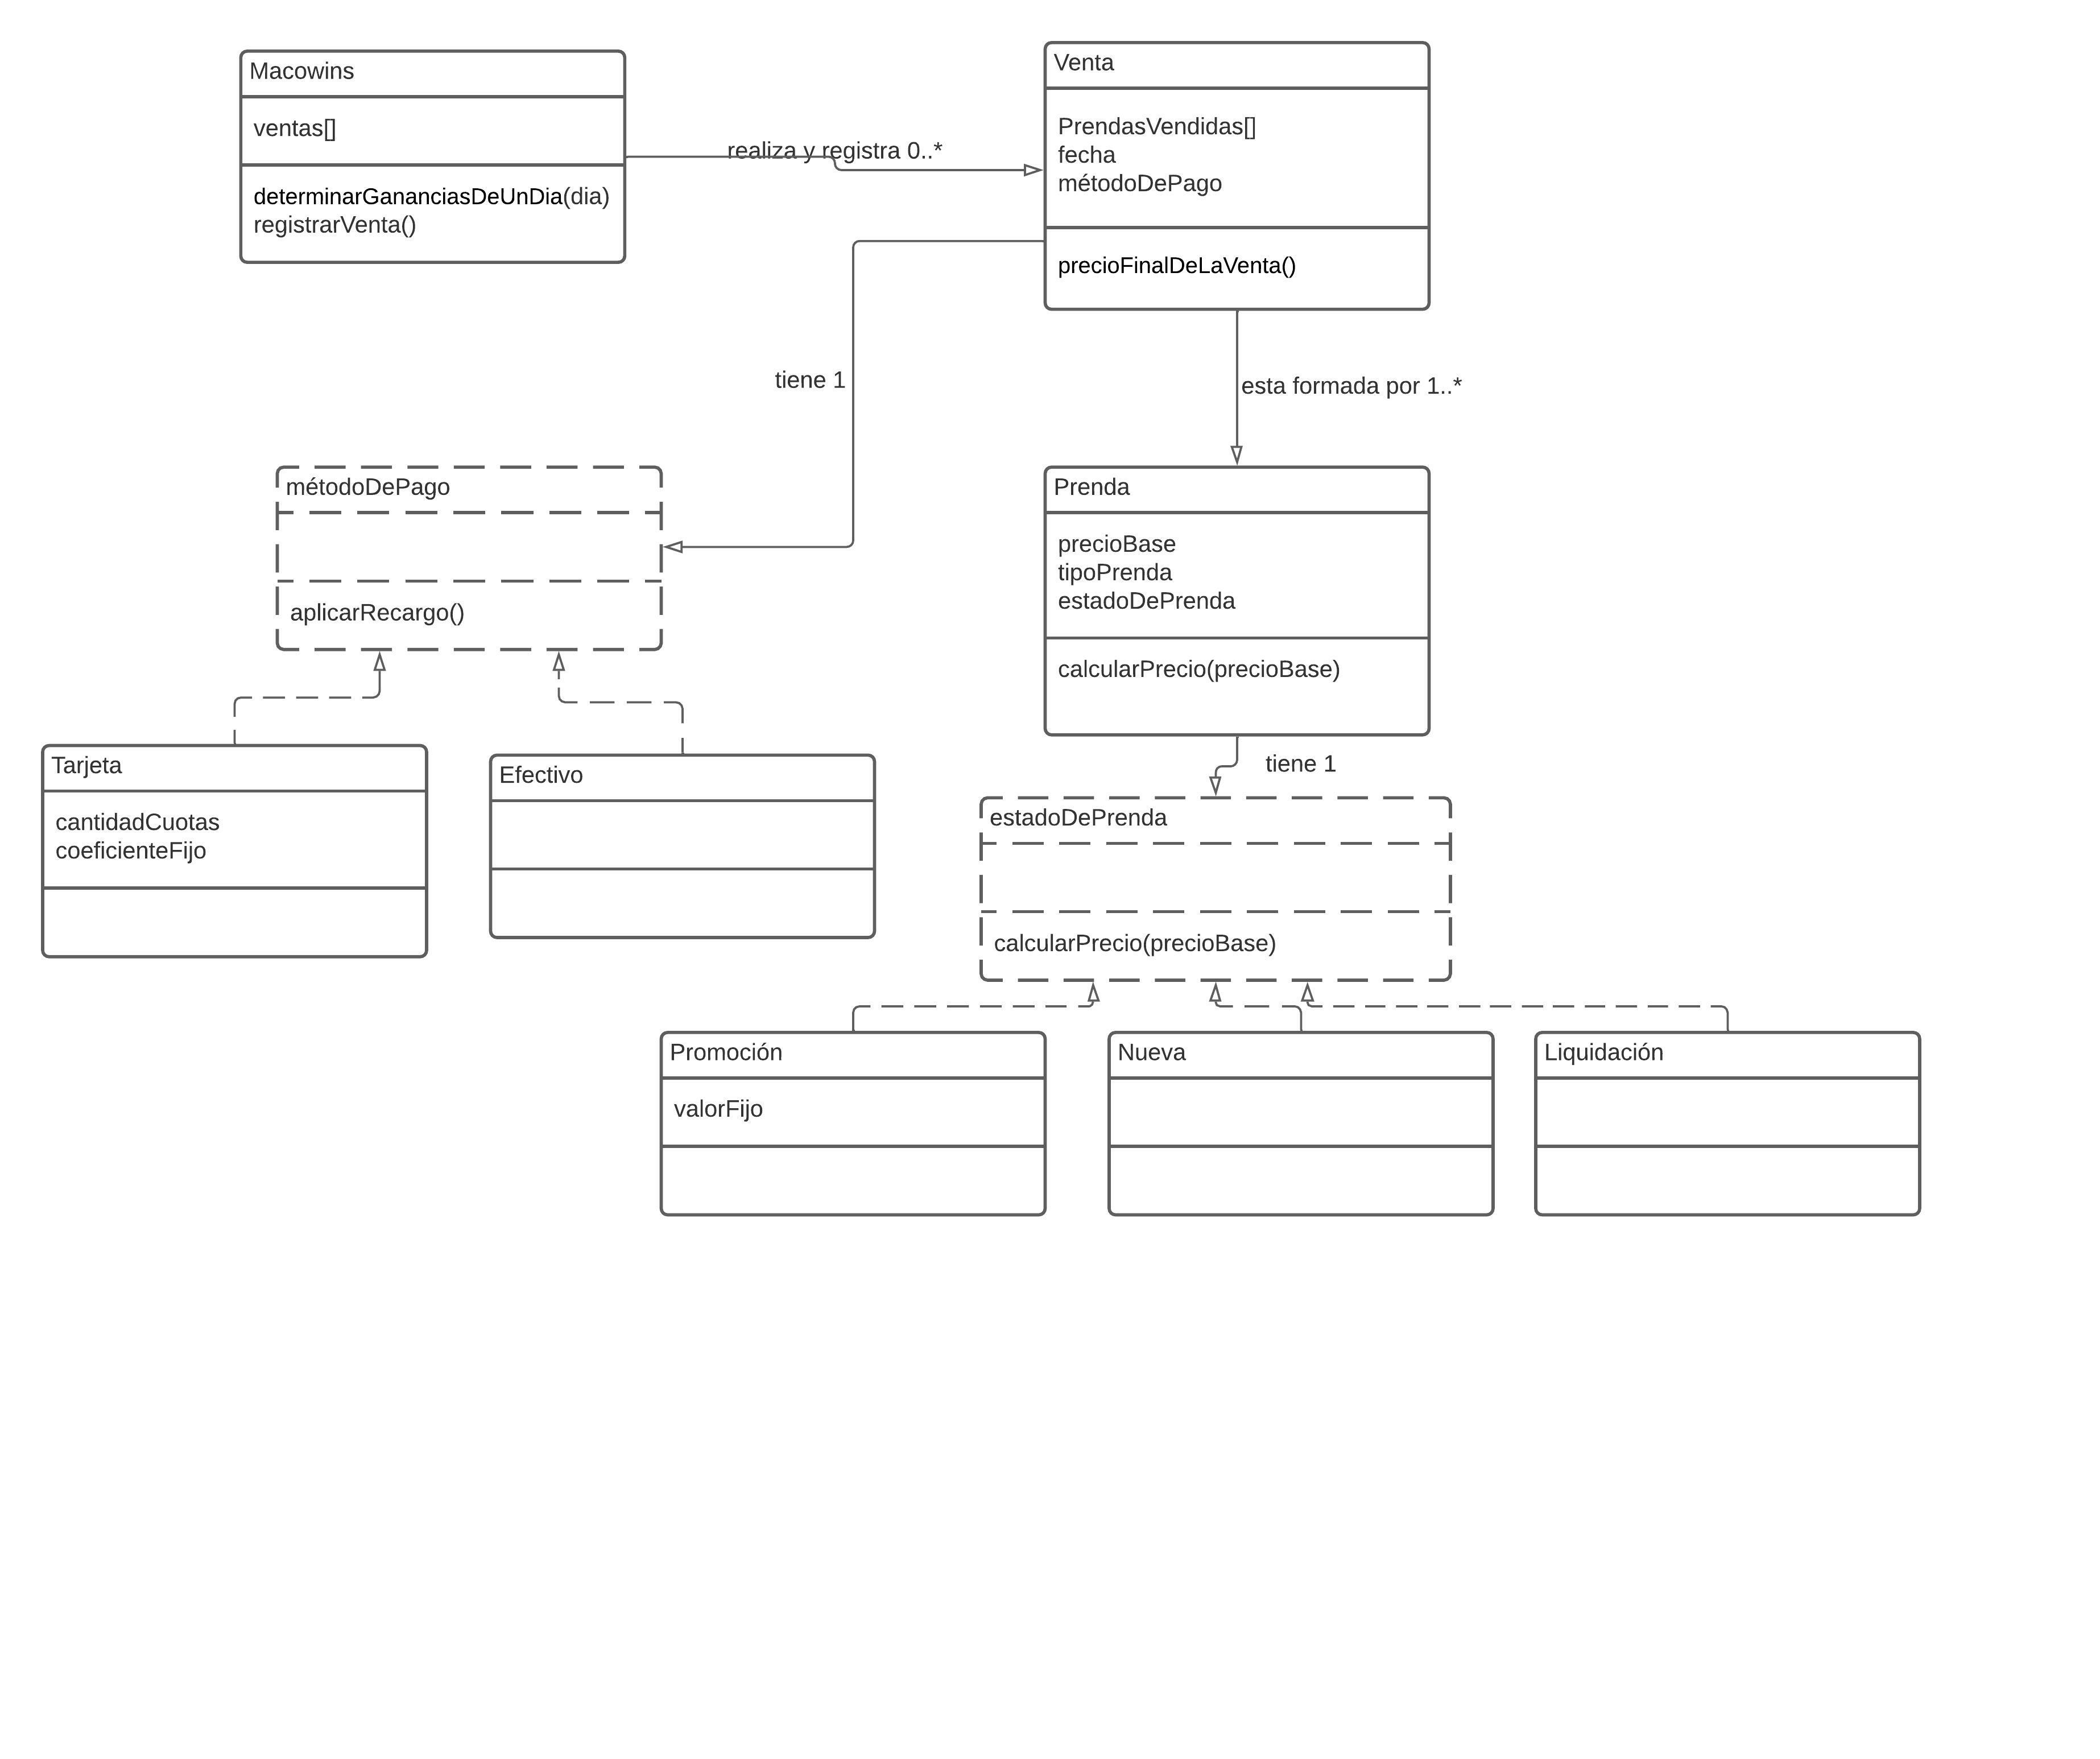 Macowins
ventas[]
determinarGananciasDeUnDia(dia)
registrarVenta()
realiza y registra 0..*
Venta
PrendasVendidas[]
fecha
métodoDePago
precioFinalDeLaVenta()
tiene 1
esta formada por 1..*
métodoDePago
aplicarRecargo()
Prenda
precioBase
tipoPrenda
estadoDePrenda
calcularPrecio(precioBase)
Tarjeta
cantidadCuotas
coeficienteFijo
Efectivo
tiene 1
estadoDePrenda
calcularPrecio(precioBase)
Promoción
valorFijo
Nueva
Liquidación